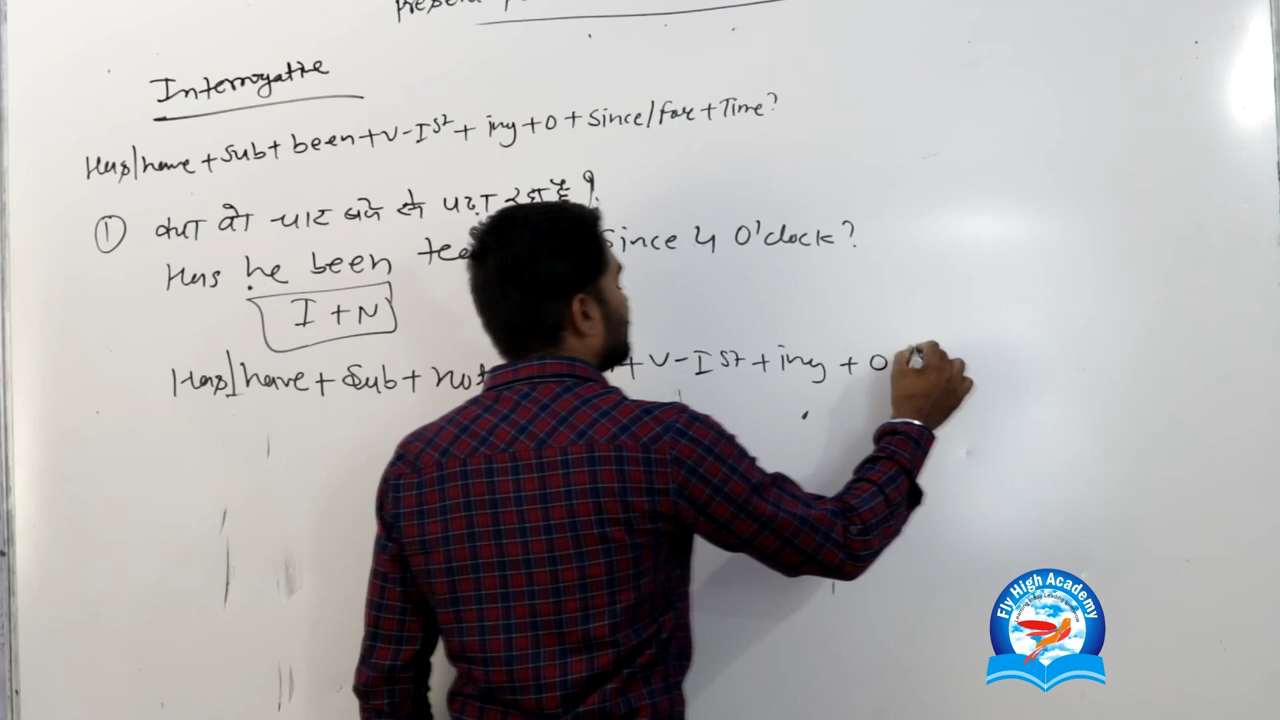 Present
Interrogative
Has/have + Sub + been + V-Ist + ing + O + Since/for + Time?
① क्या वो चार बजे से पढ़ा रहा है?
Has he been Since 4 O'clock?
I + N
Has/have + Sub + not + V-Ist + ing + O
Fly High Academy